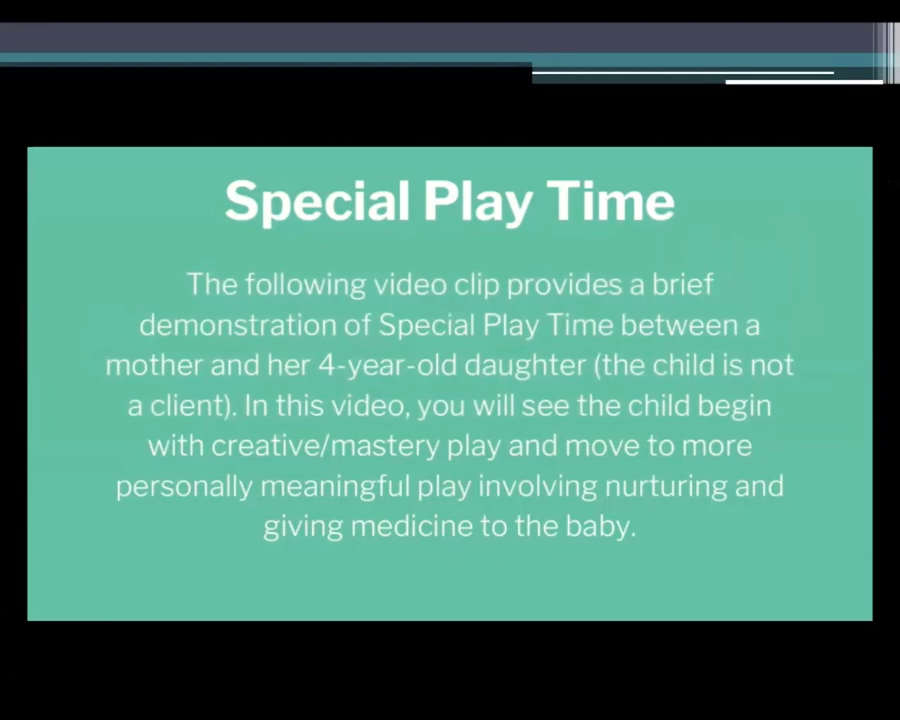 Special Play Time
The following video clip provides a brief
demonstration of Special Play Time between a
mother and her 4-year-old daughter (the child is not
a client). In this video, you will see the child begin
with creative/mastery play and move to more
personally meaningful play involving nurturing and
giving medicine to the baby.